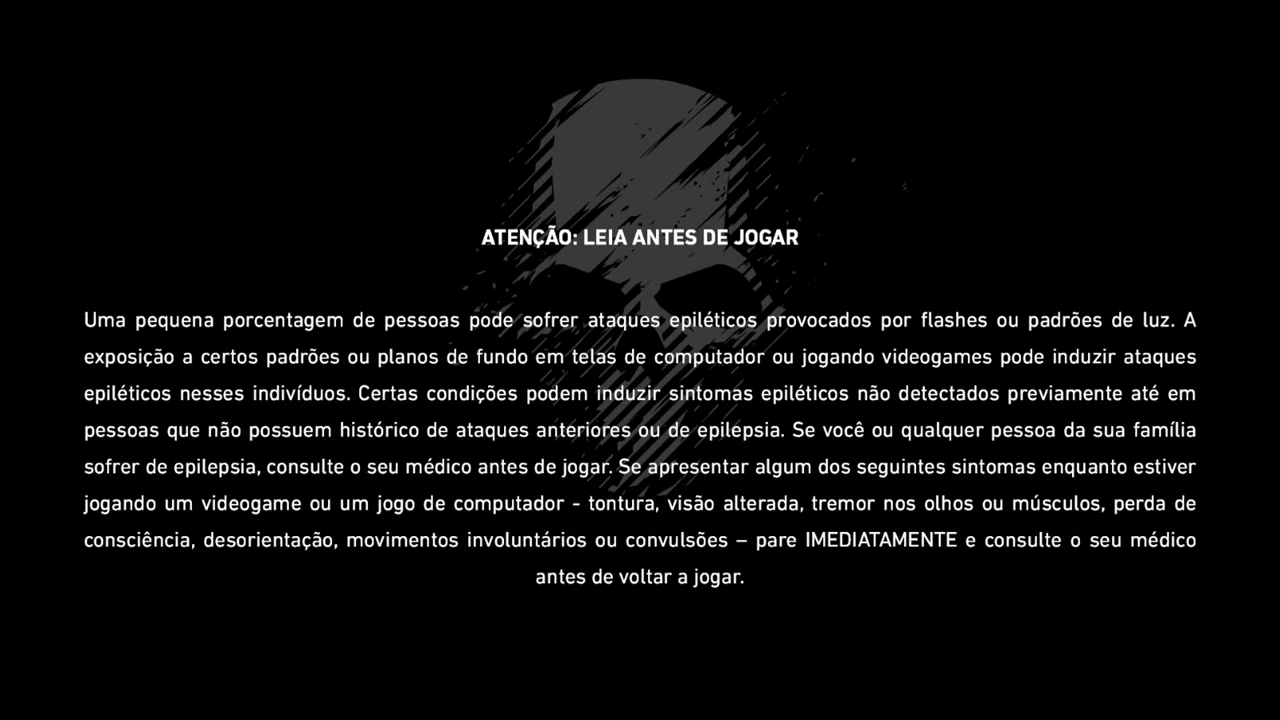 ATENÇÃO: LEIA ANTES DE JOGAR
Uma pequena porcentagem de pessoas pode sofrer ataques epiléticos provocados por flashes ou padrões de luz. A
exposição a certos padrões ou planos de fundo em telas de computador ou jogando videogames pode induzir ataques
epiléticos nesses indivíduos. Certas condições podem induzir sintomas epiléticos não detectados previamente até em
pessoas que não possuem histórico de ataques anteriores ou de epilepsia. Se você ou qualquer pessoa da sua família
sofrer de epilepsia, consulte o seu médico antes de jogar. Se apresentar algum dos seguintes sintomas enquanto estiver
jogando um videogame ou um jogo de computador - tontura, visão alterada, tremor nos olhos ou músculos, perda de
consciência, desorientação, movimentos involuntários ou convulsões – pare IMEDIATAMENTE e consulte o seu médico
antes de voltar a jogar.